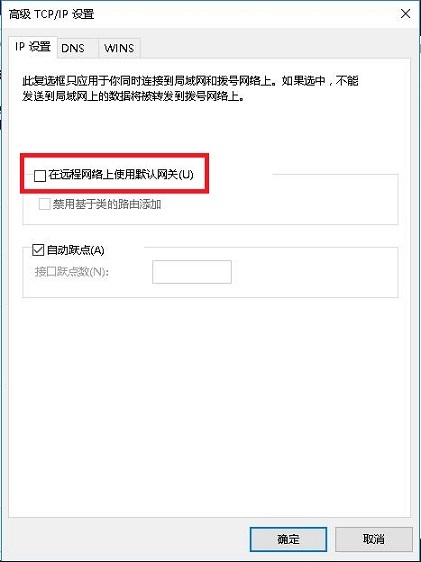 高级 TCP/IP 设置
IP 设置 DNS WINS
此复选框只应用于你同时连接到局域网和拨号网络上。如果选中，不能
发送到局域网上的数据将被转发到拨号网络上。
在远程网络上使用默认网关(U)
禁用基于类的路由添加
自动跃点(A)
接口跃点数(N):
确定 取消